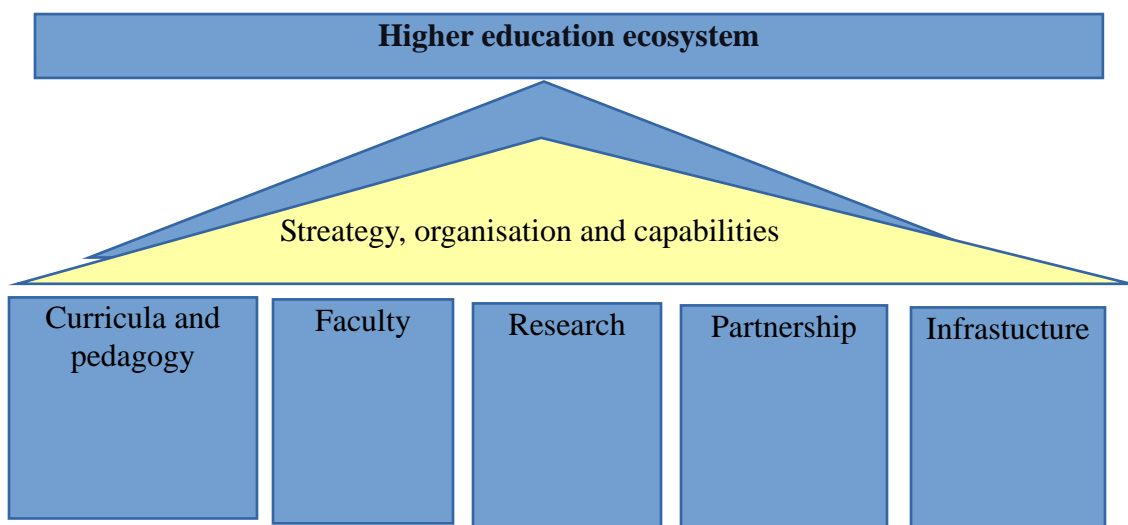 Higher education ecosystem
Streategy, organisation and capabilities
Curricula and
pedagogy
Faculty
Research
Partnership
Infrastucture